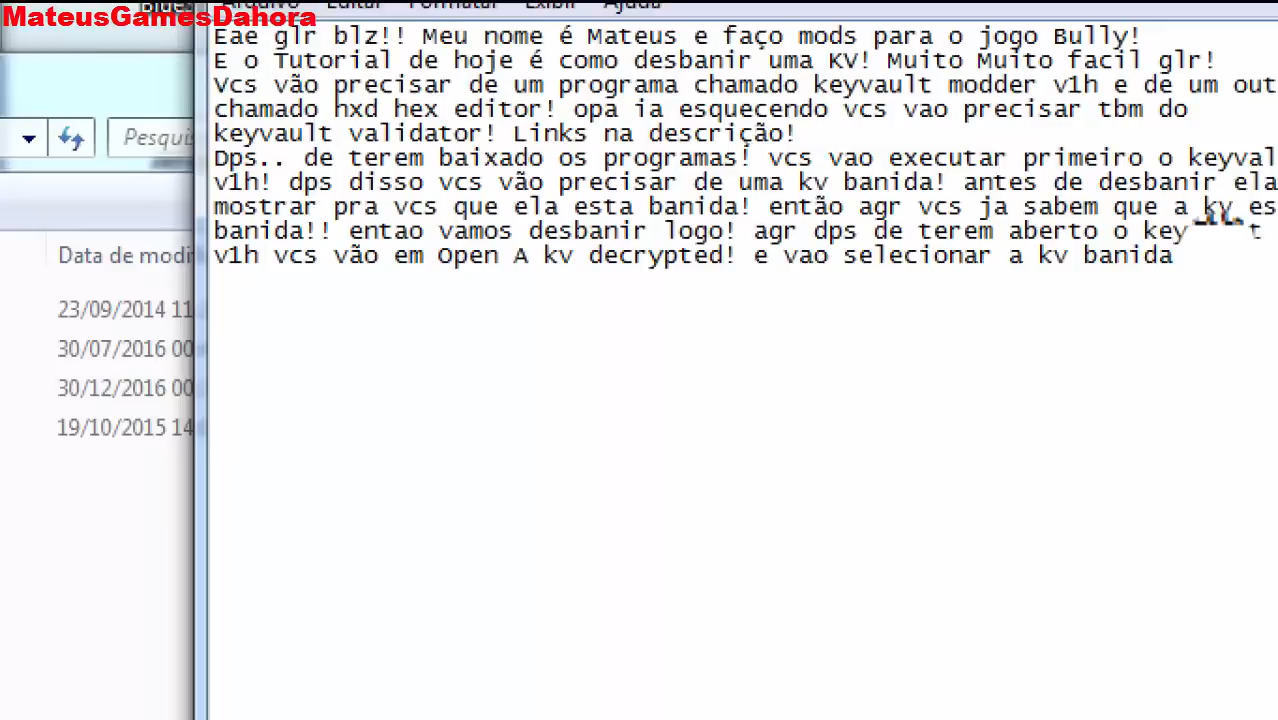 MateusGamesDahora
Arquivo Editar Formatar Exibir Ajuda
Eae glr blz!! Meu nome é Mateus e faço mods para o jogo Bully!
E o Tutorial de hoje é como desbanir uma KV! Muito Muito facil glr!
Vcs vão precisar de um programa chamado keyvault modder v1h e de um out
chamado hxd hex editor! opa ia esquecendo vcs vao precisar tbm do
keyvault validator! Links na descrição!
Dps.. de terem baixado os programas! vcs vao executar primeiro o keyval
v1h! dps disso vcs vão precisar de uma kv banida! antes de desbanir ela
mostrar pra vcs que ela esta banida! então agr vcs ja sabem que a kv es
banida!! entao vamos desbanir logo! agr dps de terem aberto o key t
v1h vcs vão em Open A kv decrypted! e vao selecionar a kv banida
Pesquis
Data de modi
23/09/2014 11
30/07/2016 00
30/12/2016 00
19/10/2015 14